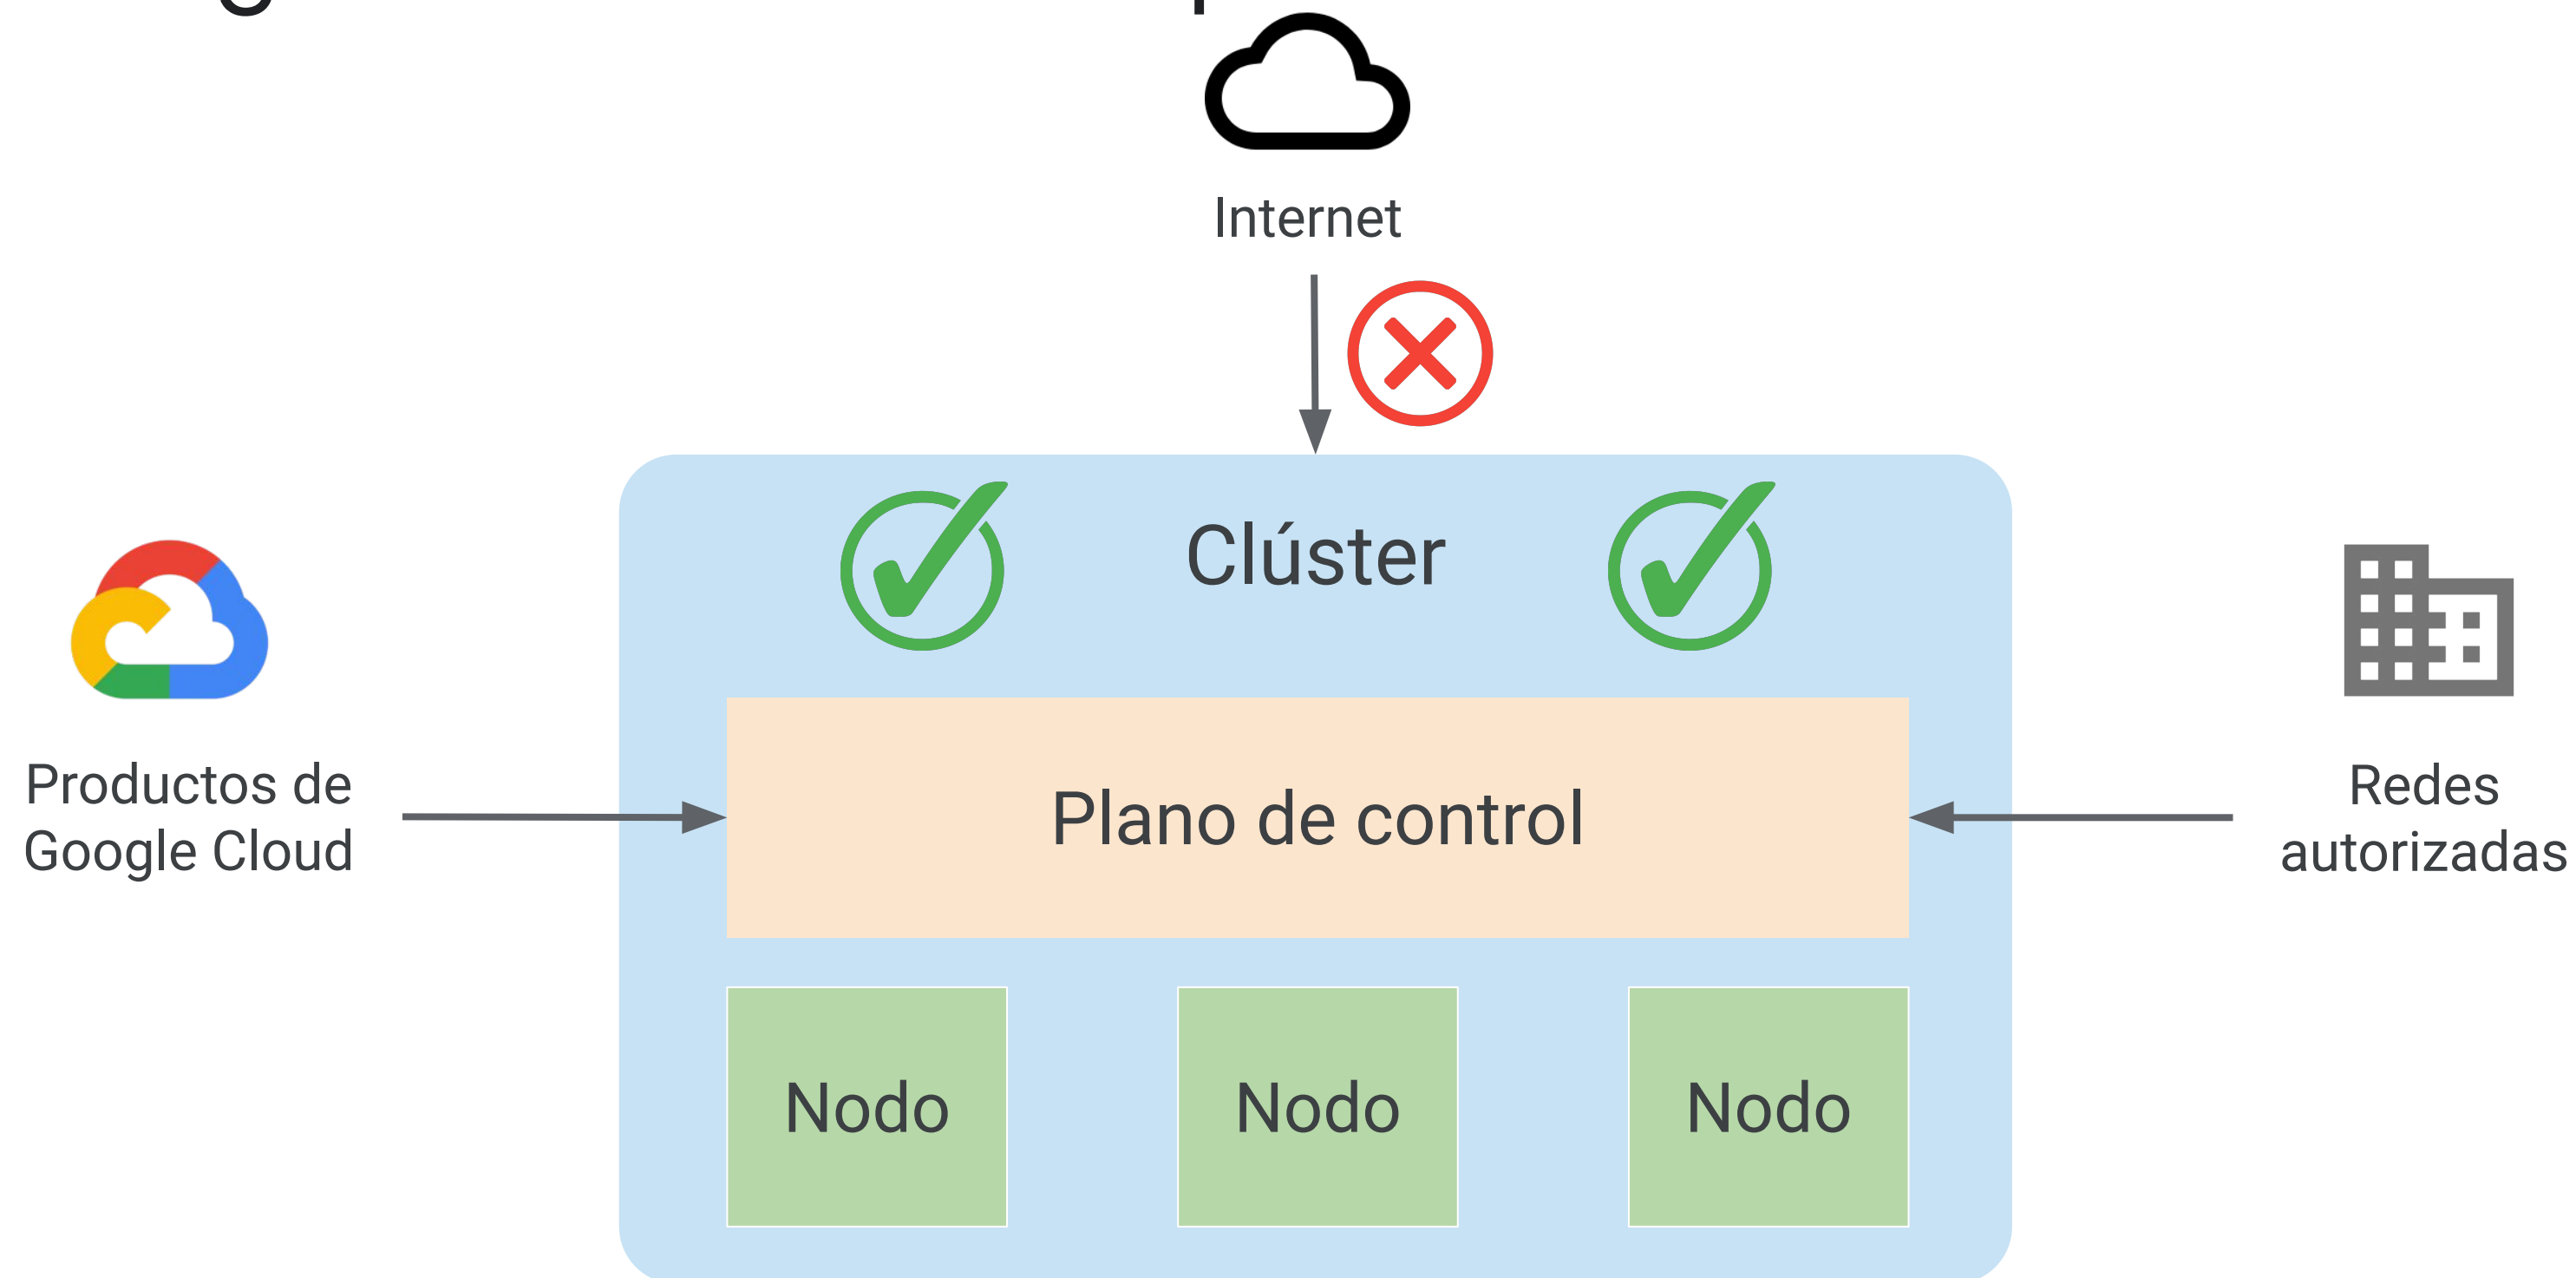 Internet
Clúster
Productos de
Google Cloud
Plano de control
Redes
autorizadas
Nodo
Nodo
Nodo